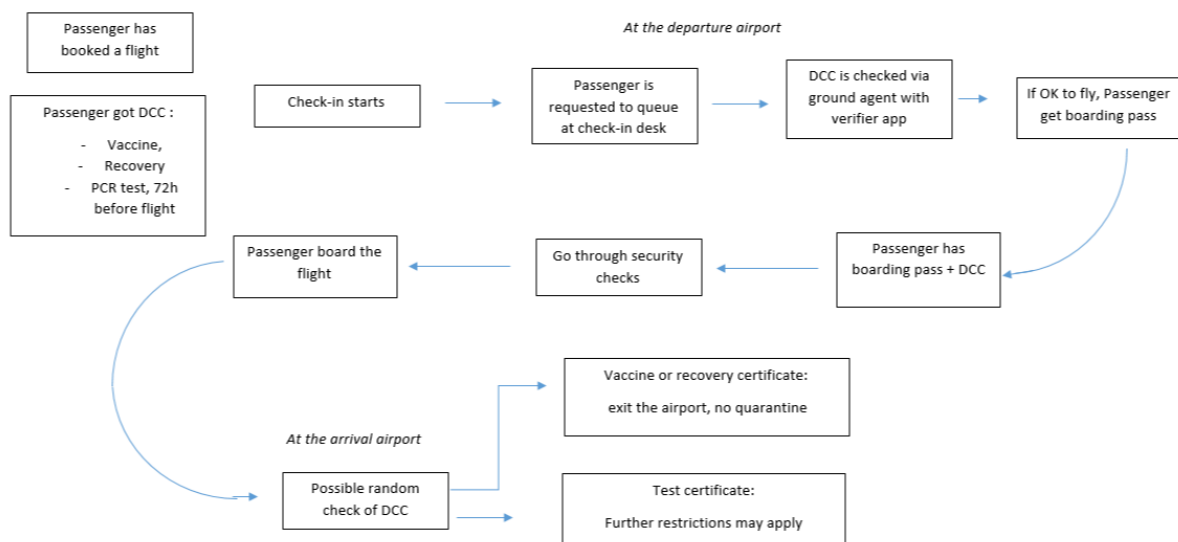 Passenger has
booked a flight
At the departure airport
Passenger got DCC :
- Vaccine,
- Recovery
- PCR test, 72h
before flight
Check-in starts
Passenger is
requested to queue
at check-in desk
DCC is checked via
ground agent with
verifier app
If OK to fly, Passenger
get boarding pass
Passenger has
boarding pass + DCC
Go through security
checks
Passenger board the
flight
At the arrival airport
Possible random
check of DCC
Vaccine or recovery certificate:
exit the airport, no quarantine
Test certificate:
Further restrictions may apply